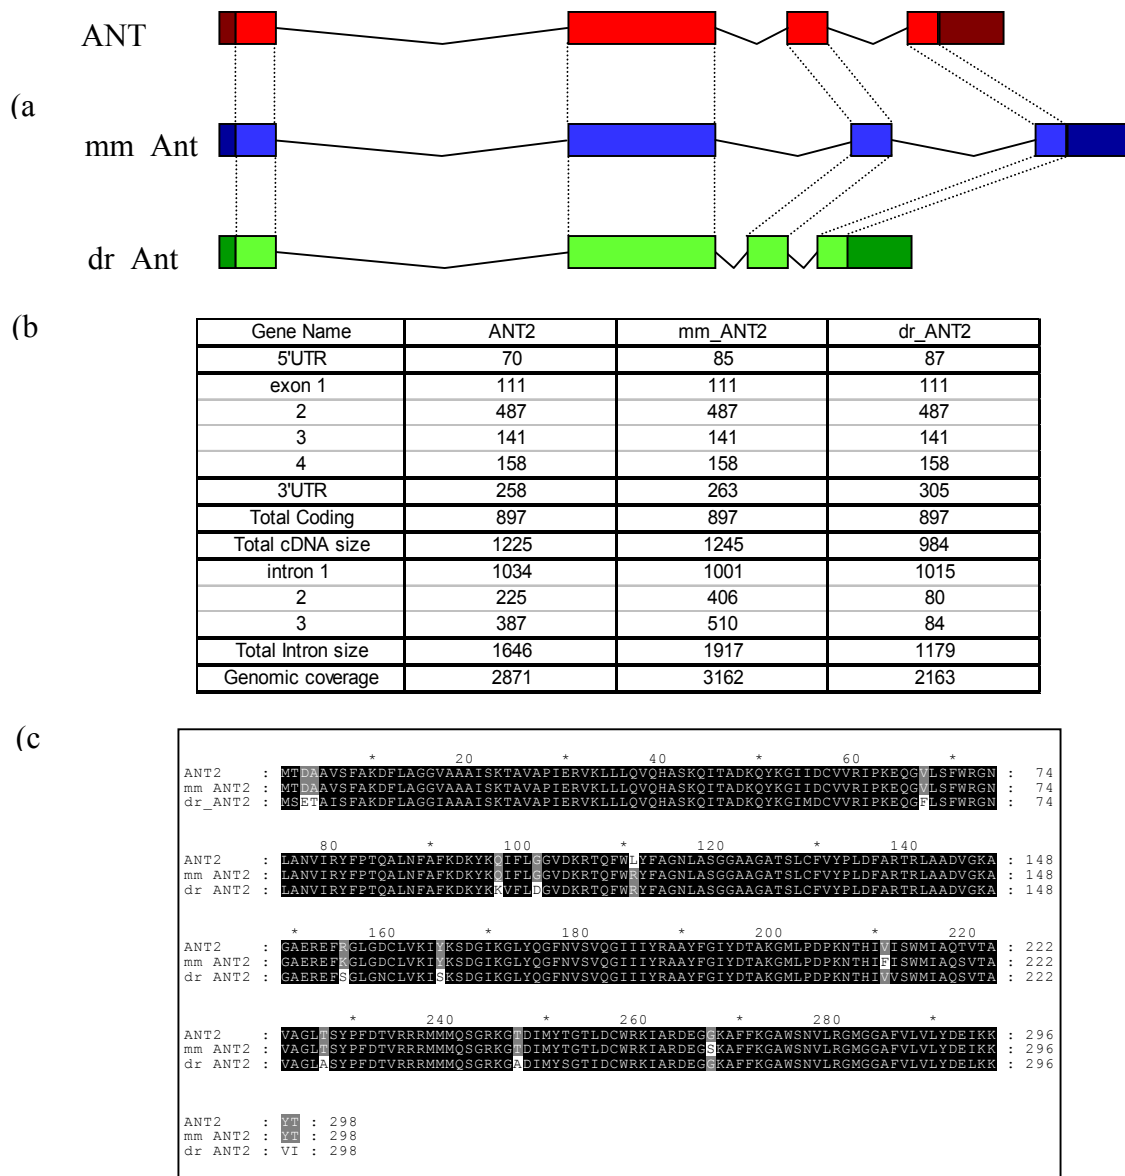 ANT
(a
mm Ant
dr Ant
(b
Gene Name ANT2 mm_ANT2 dr_ANT2
5'UTR 70 85 87
exon 1 111 111 111
2 487 487 487
3 141 141 141
4 158 158 158
3'UTR 258 263 305
Total Coding 897 897 897
Total cDNA size 1225 1245 984
intron 1 1034 1001 1015
2 225 406 80
3 387 510 84
Total Intron size 1646 1917 1179
Genomic coverage 2871 3162 2163
(c
* 20 * 40 * 60 *
ANT2 : MTDAAVSFAKDFLAGGVAAAISKTAVAPIERVKLLLQVQHASKQITADKQYKGIIDCVVRIPKEQGVLSFWRGN : 74
mm ANT2 : MTDAAVSFAKDFLAGGVAAAISKTAVAPIERVKLLLQVQHASKQITADKQYKGIIDCVVRIPKEQGVLSFWRGN : 74
dr_ANT2 : MSETAISFAKDFLAGGIAAAISKTAVAPIERVKLLLQVQHASKQITADKQYKGIMDCVVRIPKEQGFLSFWRGN : 74
80 * 100 * 120 * 140
ANT2 : LANVIRYFPTQALNFAFKDKYKQIFLGGVDKRTQFWLYFAGNLASGGAAGATSLCFVYPLDFARTRLAADVGKA : 148
mm ANT2 : LANVIRYFPTQALNFAFKDKYKQIFLGGVDKRTQFWRYFAGNLASGGAAGATSLCFVYPLDFARTRLAADVGKA : 148
dr ANT2 : LANVIRYFPTQALNFAFKDKYKKVFLDGVDKRTQFWRYFAGNLASGGAAGATSLCFVYPLDFARTRLAADVGKA : 148
* 160 * 180 * 200 * 220
ANT2 : GAEREFRGLGDCLVKIYKSDGIKGLYQGFNVSVQGIIIYRAAYFGIYDTAKGMLPDPKNTHIVISWMIAQTVTA : 222
mm ANT2 : GAEREFKGLGDCLVKIYKSDGIKGLYQGFNVSVQGIIIYRAAYFGIYDTAKGMLPDPKNTHIFISWMIAQSVTA : 222
dr ANT2 : GAEREFSGLGNCLVKISKSDGIKGLYQGFNVSVQGIIIYRAAYFGIYDTAKGMLPDPKNTHIVVSWMIAQSVTA : 222
* 240 * 260 * 280 *
ANT2 : VAGLTSYPFDTVRRRMMMQSGRKGTDIMYTGTLDCWRKIARDEGGKAFFKGAWSNVLRGMGGAFVLVLYDEIKK : 296
mm ANT2 : VAGLTSYPFDTVRRRMMMQSGRKGTDIMYTGTLDCWRKIARDEGSKAFFKGAWSNVLRGMGGAFVLVLYDEIKK : 296
dr ANT2 : VAGLASYPFDTVRRRMMMQSGRKGADIMYSGTIDCWRKIARDEGGKAFFKGAWSNVLRGMGGAFVLVLYDELKK : 296
ANT2 : YT : 298
mm ANT2 : YT : 298
dr ANT2 : VI : 298